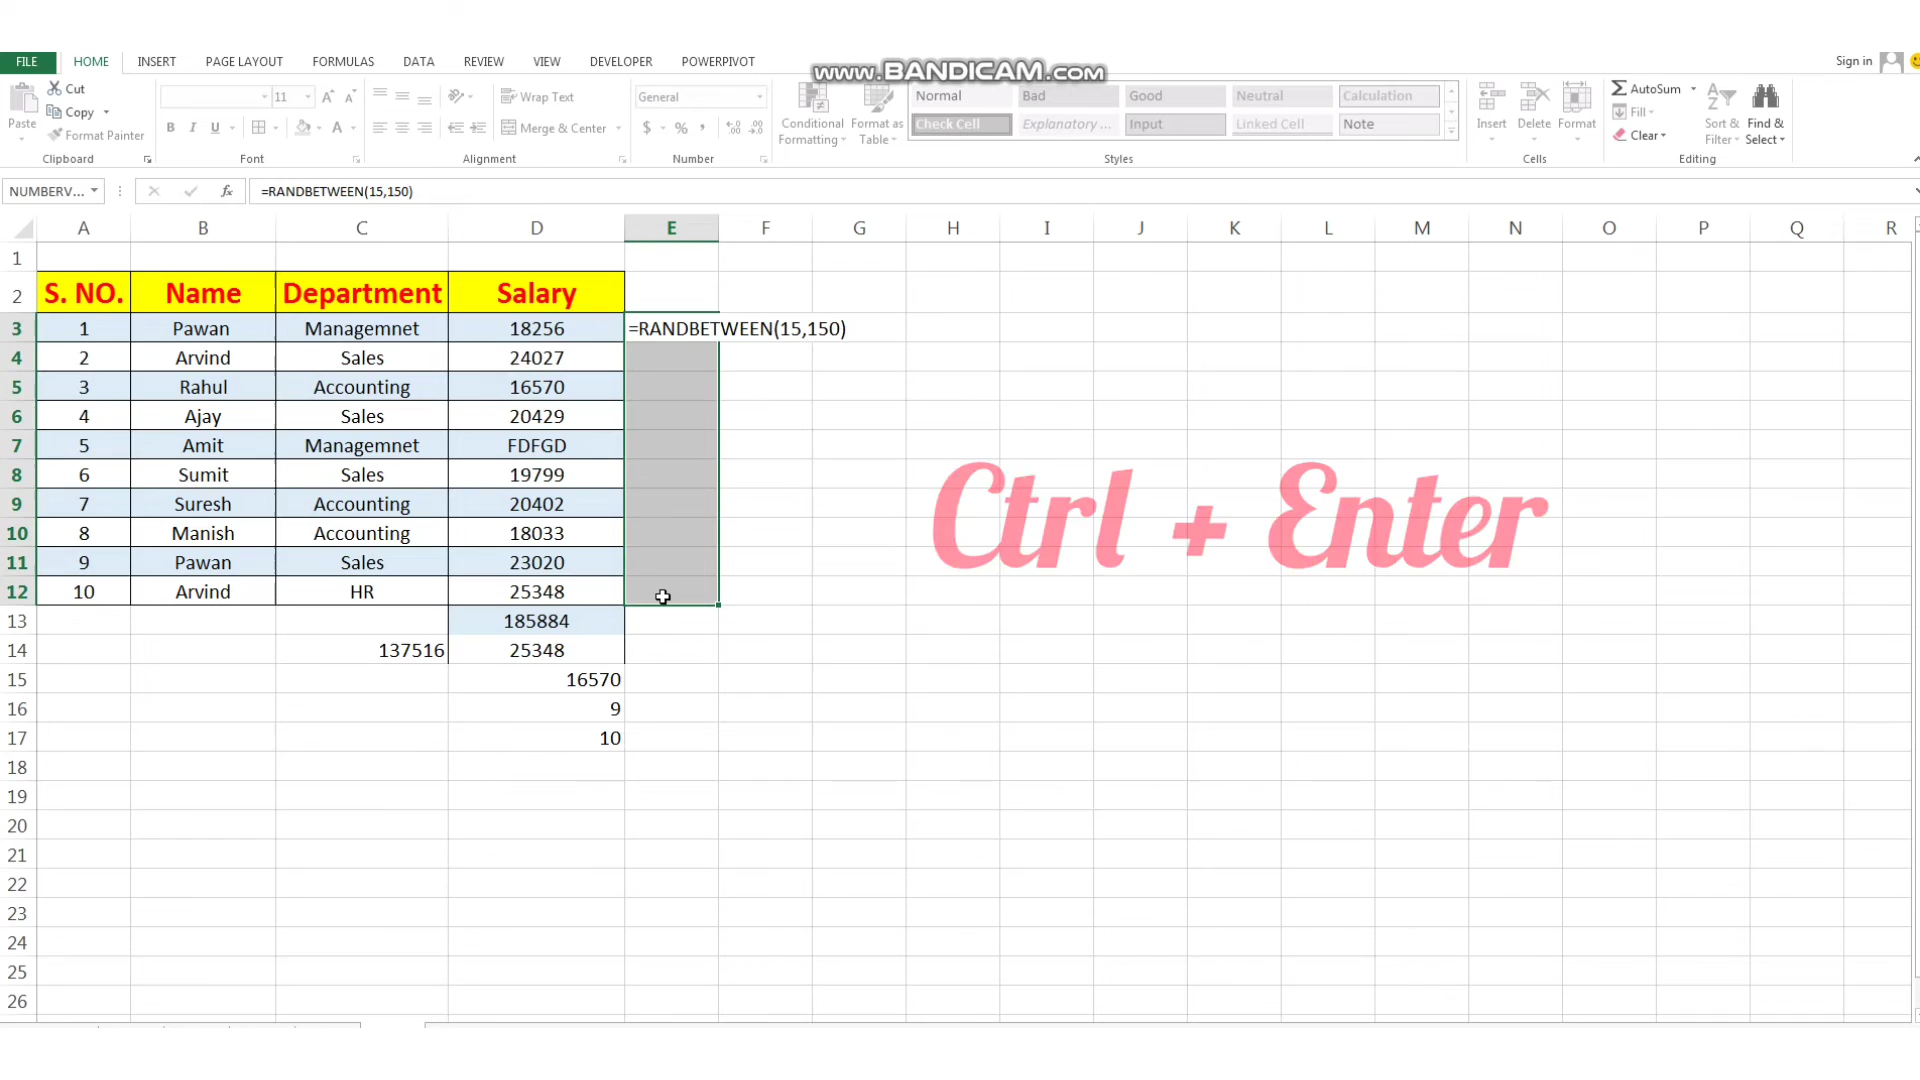 www.BANDICAM.com
FILE HOME INSERT PAGE LAYOUT FORMULAS DATA REVIEW VIEW DEVELOPER POWERPIVOT Sign in
Paste Cut Copy Format Painter
Clipboard
11 B I U A
Font
Wrap Text
Merge & Center
Alignment
General
$ % ,
Number
Conditional Formatting
Format as Table
Normal Bad Good Neutral Calculation
Check Cell Explanatory ... Input Linked Cell Note
Styles
Insert Delete Format
Cells
AutoSum
Fill
Clear
Sort & Filter
Find & Select
Editing
NUMBERV... fx =RANDBETWEEN(15,150)
A B C D E F G H I J K L M N O P Q R
1
2 S. NO. Name Department Salary
3 1 Pawan Managemnet 18256 =RANDBETWEEN(15,150)
4 2 Arvind Sales 24027
5 3 Rahul Accounting 16570
6 4 Ajay Sales 20429
7 5 Amit Managemnet FDFGD
8 6 Sumit Sales 19799
9 7 Suresh Accounting 20402
10 8 Manish Accounting 18033
11 9 Pawan Sales 23020
12 10 Arvind HR 25348
13 185884
14 137516 25348
15 16570
16 9
17 10
18
19
20
21
22
23
24
25
26
Ctrl + Enter